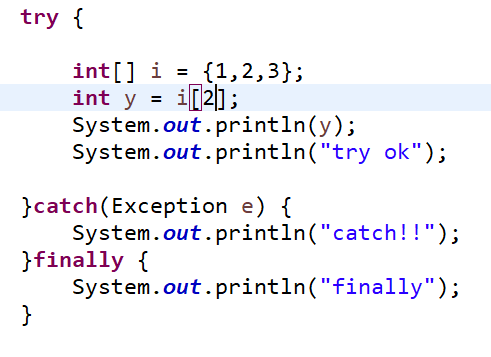 try {
int[] i = {1,2,3};
int y = i[2];
System.out.println(y);
System.out.println("try ok");
}catch(Exception e) {
System.out.println("catch!!");
}finally {
System.out.println("finally");
}